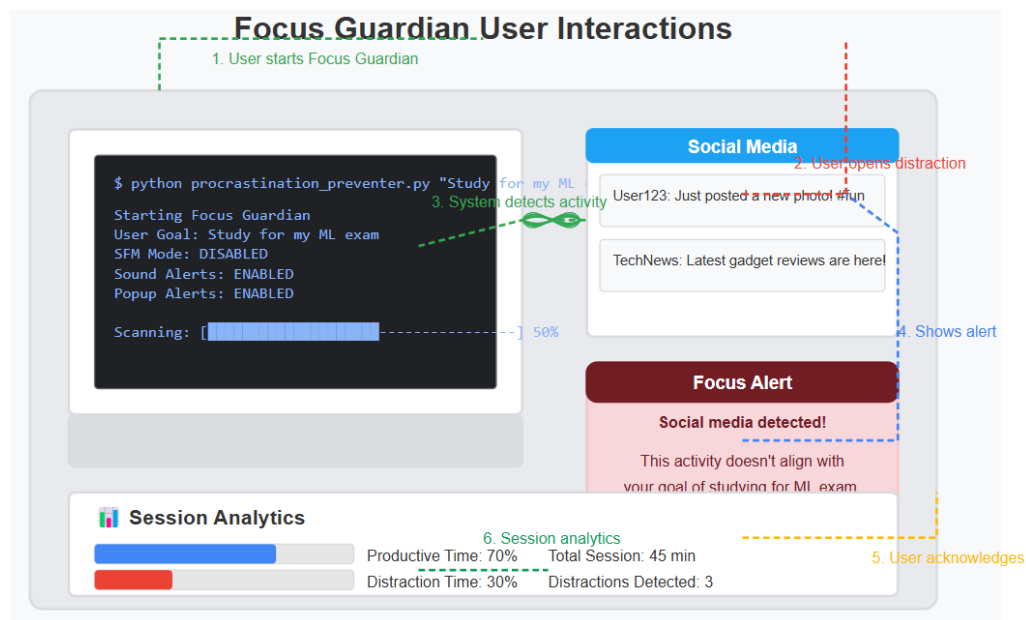 Focus Guardian User Interactions
1. User starts Focus Guardian
$ python procrastination_preventer.py "Study for my ML
Starting Focus Guardian
User Goal: Study for my ML exam
SFM Mode: DISABLED
Sound Alerts: ENABLED
Popup Alerts: ENABLED
Scanning: [████████████████████----------------] 50%
3. System detects activity
Social Media
2. User opens distraction
User123: Just posted a new photo! #fun
TechNews: Latest gadget reviews are here!
4. Shows alert
Focus Alert
Social media detected!
This activity doesn't align with
your goal of studying for ML exam
5. User acknowledges
📊 Session Analytics
6. Session analytics
Productive Time: 70%
Total Session: 45 min
Distraction Time: 30%
Distractions Detected: 3